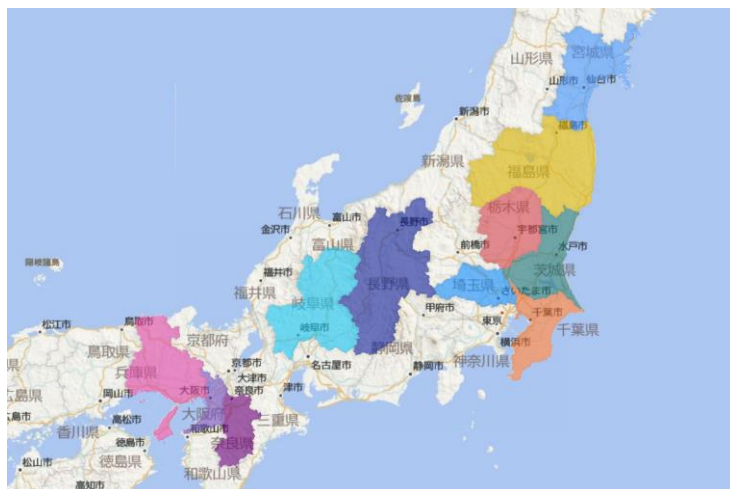 宮城県
山形県
山形市
仙台市
佐渡島
新潟市
福島市
新潟県
福島県
石川県
栃木県
富山市
長野市
金沢市
宇都宮市
前橋市
水戸市
富山県
茨城県
福井市
長野県
埼玉県
福井県
岐阜県
さいたま市
甲府市
千葉市
東京
鳥取市
松江市
岐阜市
千葉県
京都府
横浜市
静岡県
鳥取県
名古屋市
神奈川県
京都市
静岡市
兵庫県
大津市
津市
岡山市
大阪市
奈良市
広島県
大阪府
三重県
広島市
高松市
香川県
和歌山市
奈良県
徳島市
徳島県
松山市
和歌山県
高知市